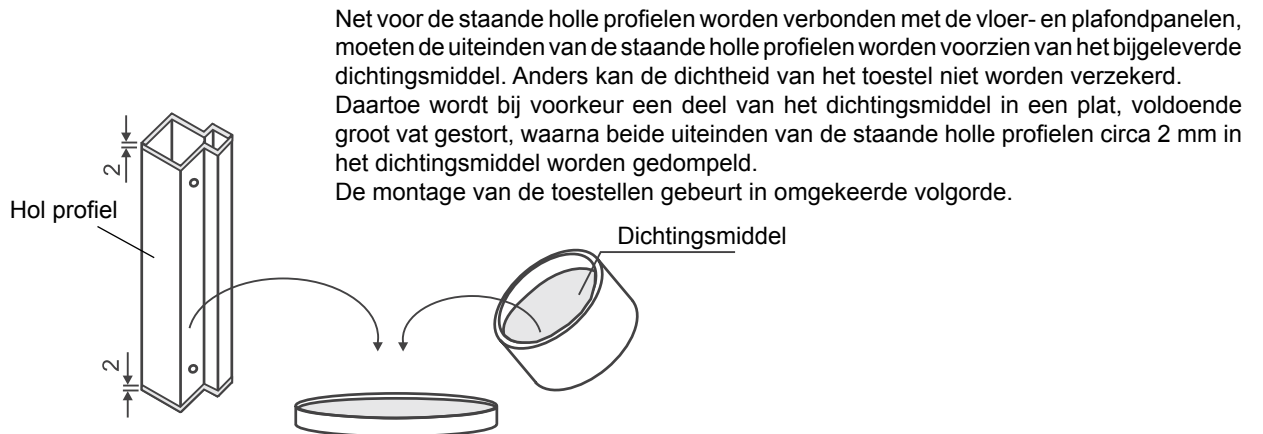 Net voor de staande holle profielen worden verbonden met de vloer- en plafondpanelen,
moeten de uiteinden van de staande holle profielen worden voorzien van het bijgeleverde
dichtingsmiddel. Anders kan de dichtheid van het toestel niet worden verzekerd.
Daartoe wordt bij voorkeur een deel van het dichtingsmiddel in een plat, voldoende
groot vat gestort, waarna beide uiteinden van de staande holle profielen circa 2 mm in
het dichtingsmiddel worden gedompeld.
De montage van de toestellen gebeurt in omgekeerde volgorde.
2
Hol profiel
Dichtingsmiddel
2